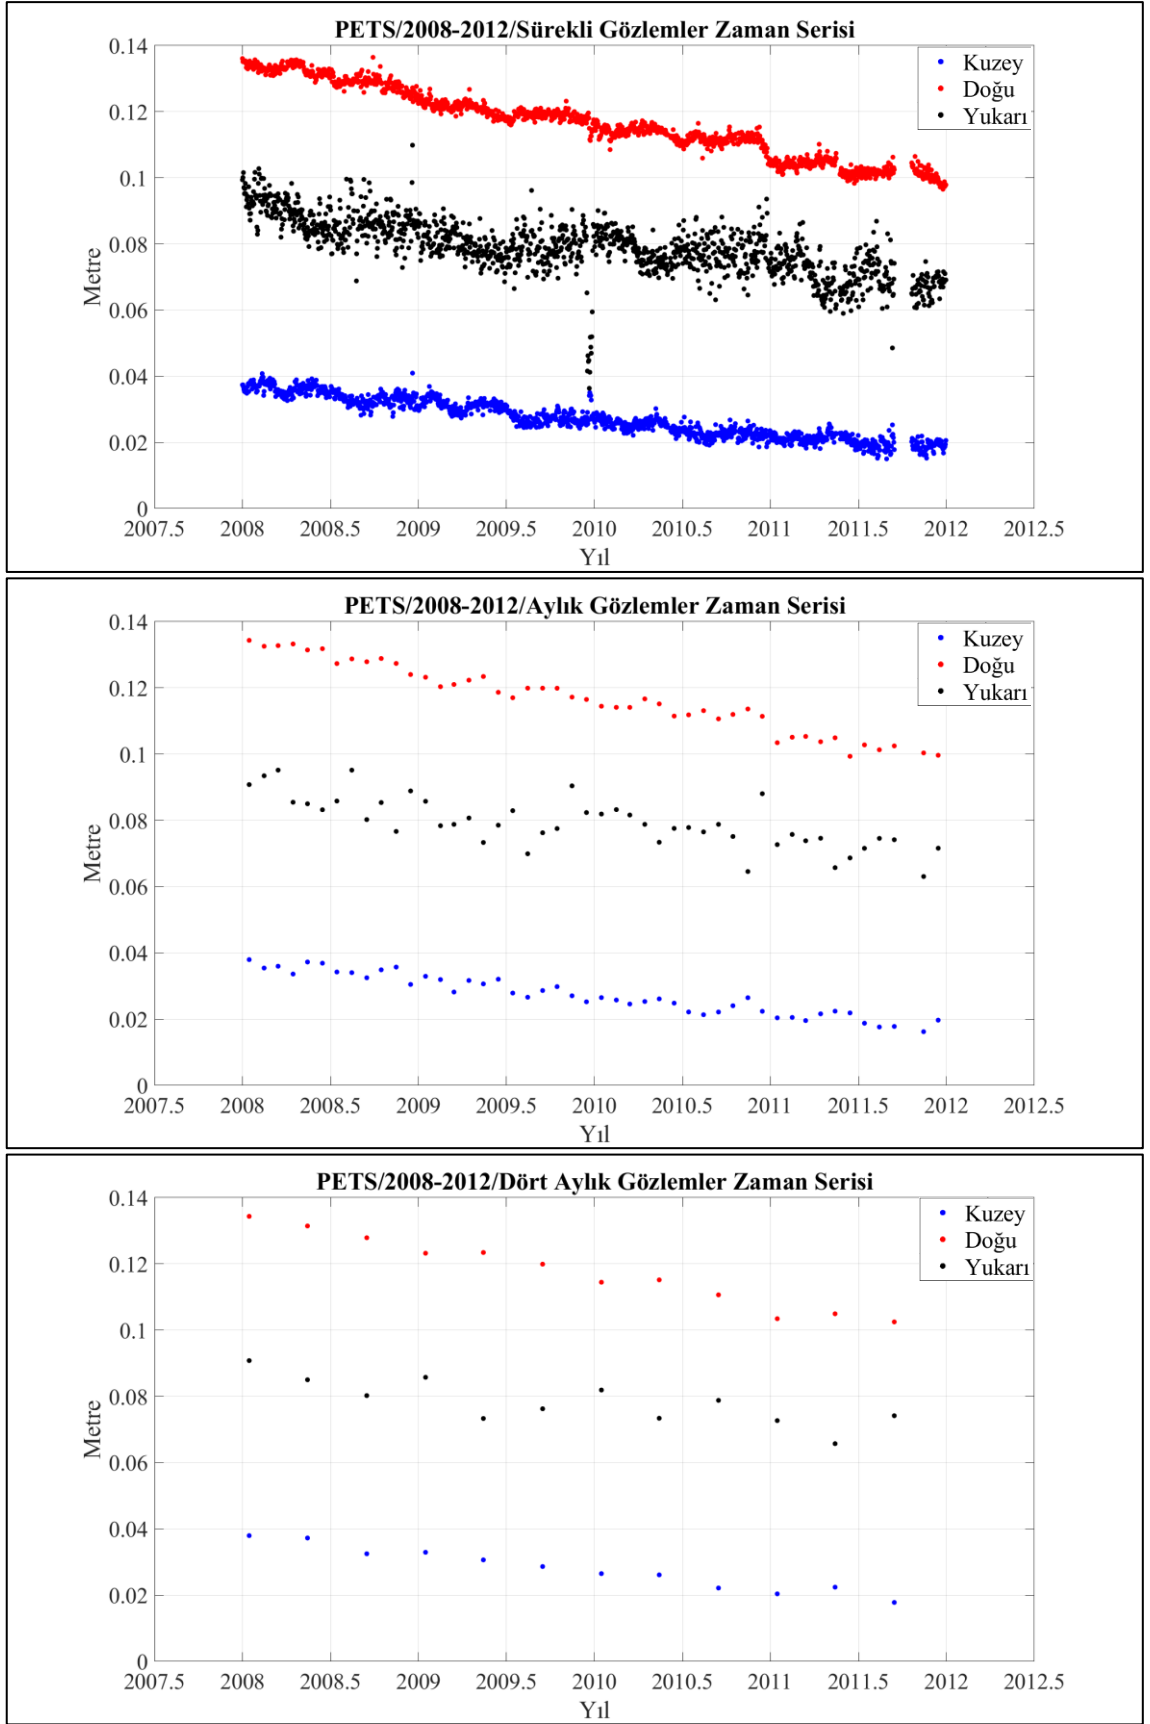 PETS/2008-2012/Sürekli Gözlemler Zaman Serisi
0.14
0.12
0.1
0.08
0.06
0.04
0.02
0
Metre
Kuzey
Doğu
Yukarı
2007.5 2008 2008.5 2009 2009.5 2010 2010.5 2011 2011.5 2012 2012.5
Yıl
PETS/2008-2012/Aylık Gözlemler Zaman Serisi
0.14
0.12
0.1
0.08
0.06
0.04
0.02
0
Metre
Kuzey
Doğu
Yukarı
2007.5 2008 2008.5 2009 2009.5 2010 2010.5 2011 2011.5 2012 2012.5
Yıl
PETS/2008-2012/Dört Aylık Gözlemler Zaman Serisi
0.14
0.12
0.1
0.08
0.06
0.04
0.02
0
Metre
Kuzey
Doğu
Yukarı
2007.5 2008 2008.5 2009 2009.5 2010 2010.5 2011 2011.5 2012 2012.5
Yıl